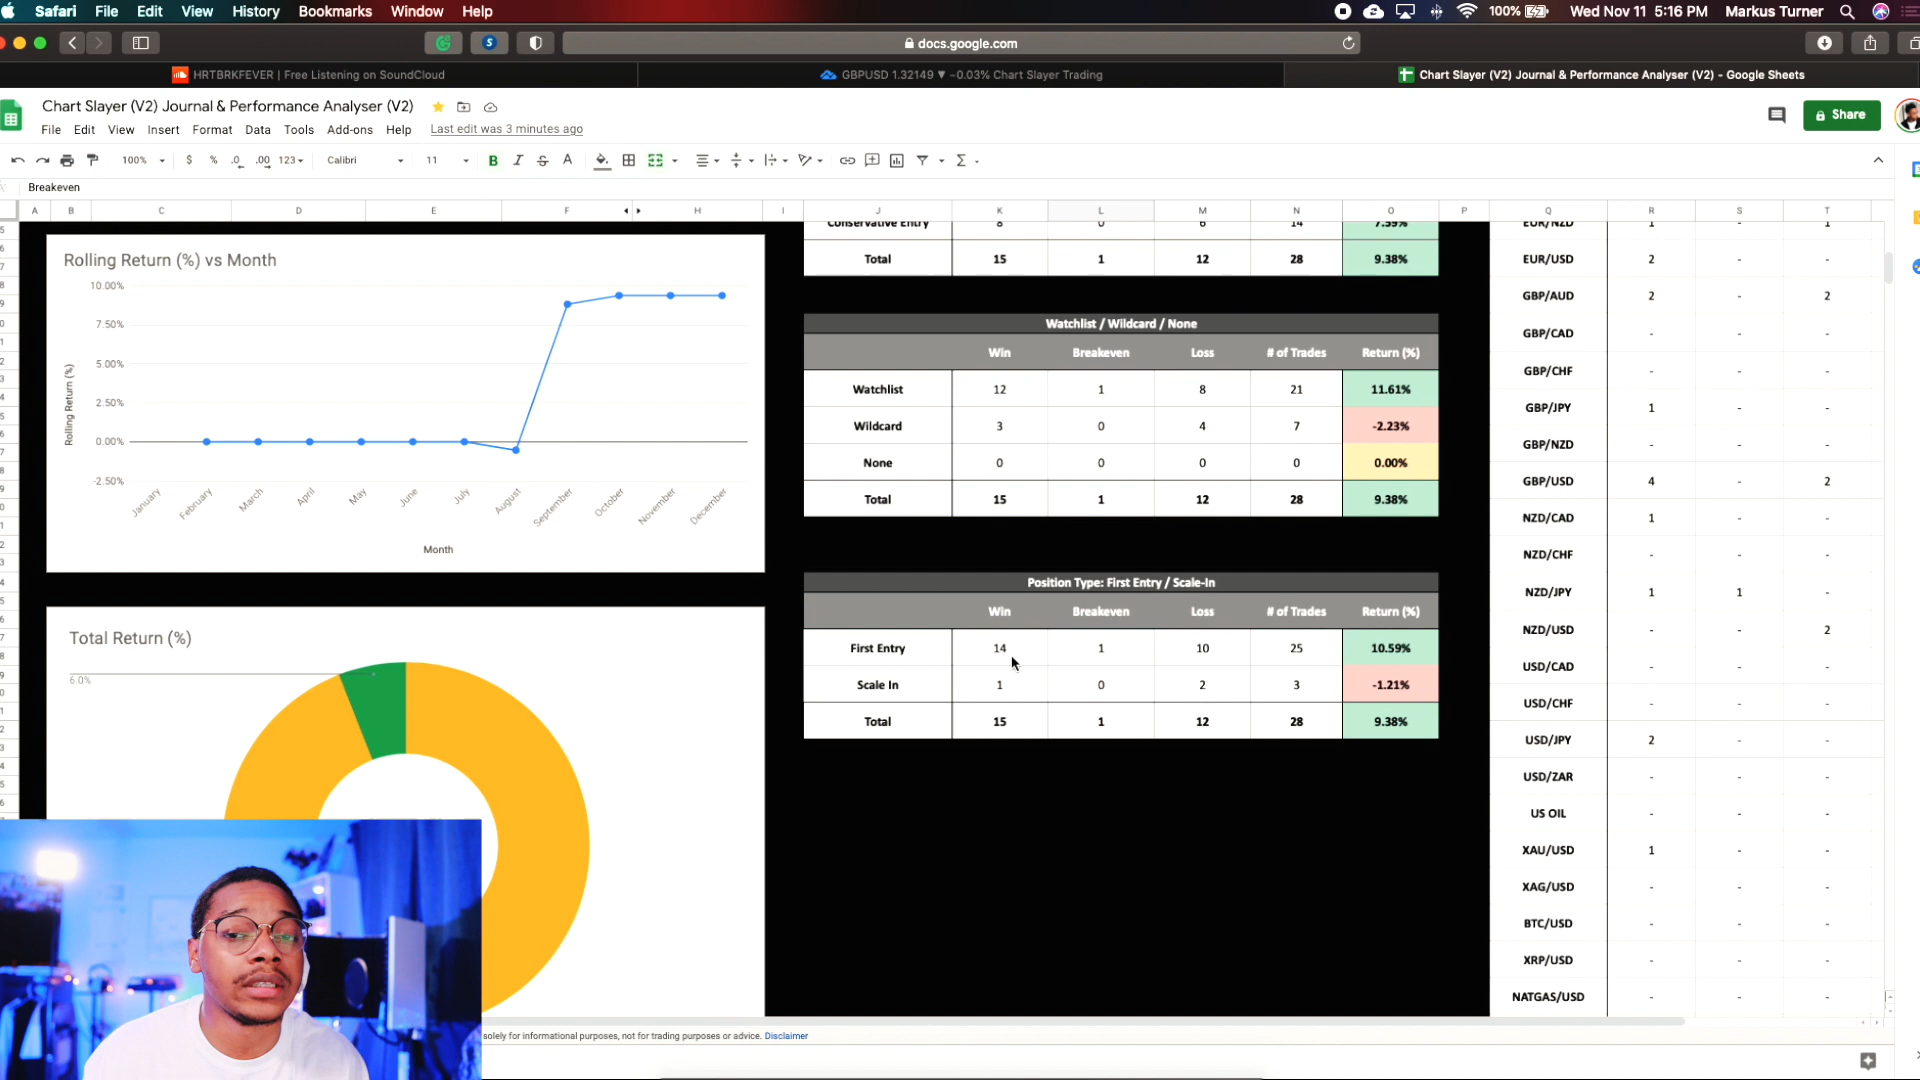 Safari File Edit View History Bookmarks Window Help 100% Wed Nov 11 5:16 PM Markus Turner
docs.google.com
HRTBRKFEVER | Free Listening on SoundCloud GBPUSD 1.32149 ▼ −0.03% Chart Slayer Trading Chart Slayer (V2) Journal & Performance Analyser (V2) - Google Sheets
Chart Slayer (V2) Journal & Performance Analyser (V2) Share
File Edit View Insert Format Data Tools Add-ons Help Last edit was 3 minutes ago
100% $ % .0 .00 123 Calibri 11 B I S A
Breakeven
A B C D E F H I J K L M N O P Q R S T
Rolling Return (%) vs Month
Rolling Return (%)
10.00%
7.50%
5.00%
2.50%
0.00%
-2.50%
January February March April May June July August September October November December
Month
Total Return (%)
6.0%
Conservative Entry 8 0 6 14 7.59%
Total 15 1 12 28 9.38%
Watchlist / Wildcard / None
Win Breakeven Loss # of Trades Return (%)
Watchlist 12 1 8 21 11.61%
Wildcard 3 0 4 7 -2.23%
None 0 0 0 0 0.00%
Total 15 1 12 28 9.38%
Position Type: First Entry / Scale-In
Win Breakeven Loss # of Trades Return (%)
First Entry 14 1 10 25 10.59%
Scale In 1 0 2 3 -1.21%
Total 15 1 12 28 9.38%
EUR/NZD 1 - 1
EUR/USD 2 - -
GBP/AUD 2 - 2
GBP/CAD - - -
GBP/CHF - - -
GBP/JPY 1 - -
GBP/NZD - - -
GBP/USD 4 - 2
NZD/CAD 1 - -
NZD/CHF - - -
NZD/JPY 1 1 -
NZD/USD - - 2
USD/CAD - - -
USD/CHF - - -
USD/JPY 2 - -
USD/ZAR - - -
US OIL - - -
XAU/USD 1 - -
XAG/USD - - -
BTC/USD - - -
XRP/USD - - -
NATGAS/USD - - -
solely for informational purposes, not for trading purposes or advice. Disclaimer